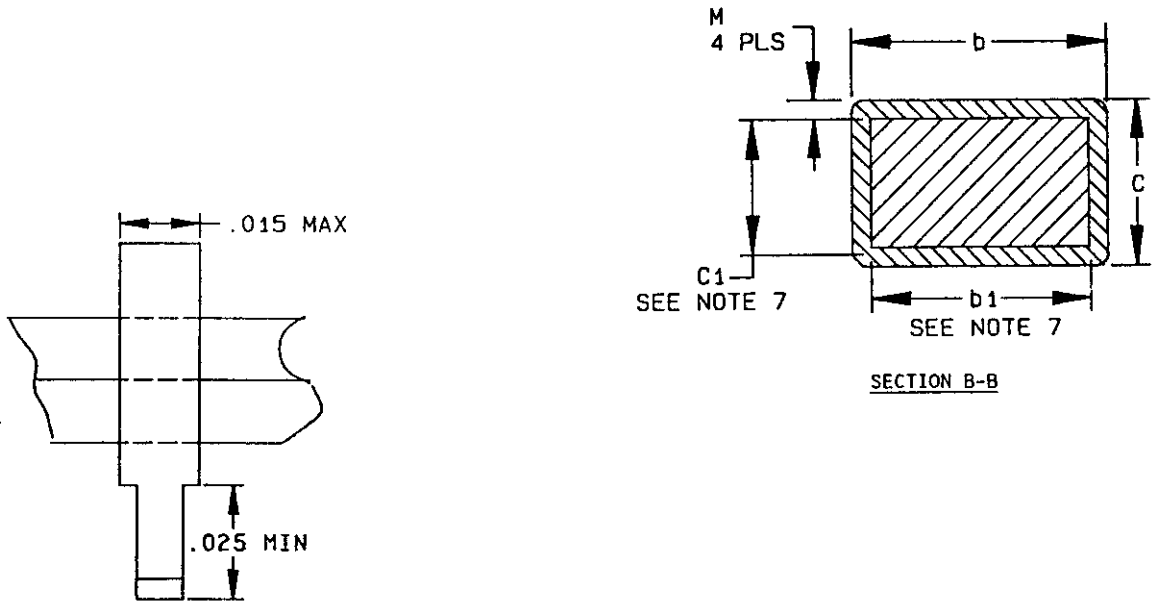 M
4 PLS
b
.015 MAX
C
C1
SEE NOTE 7
b1
SEE NOTE 7
SECTION B-B
.025 MIN